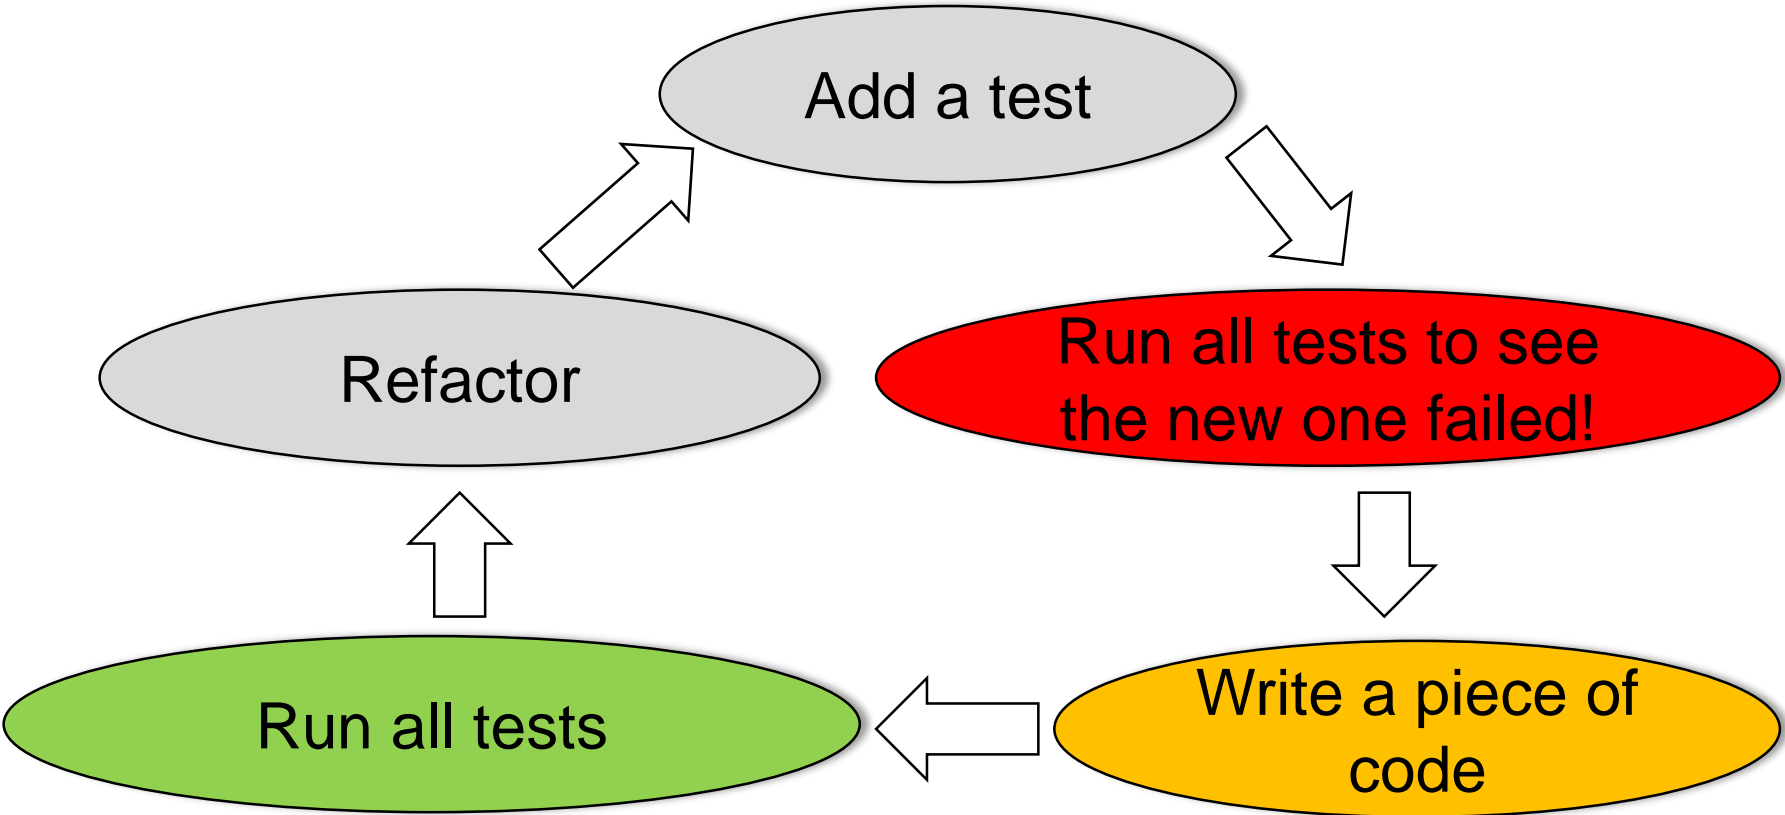 Add a test
Refactor
Run all tests to see
the new one failed!
Run all tests
Write a piece of
code